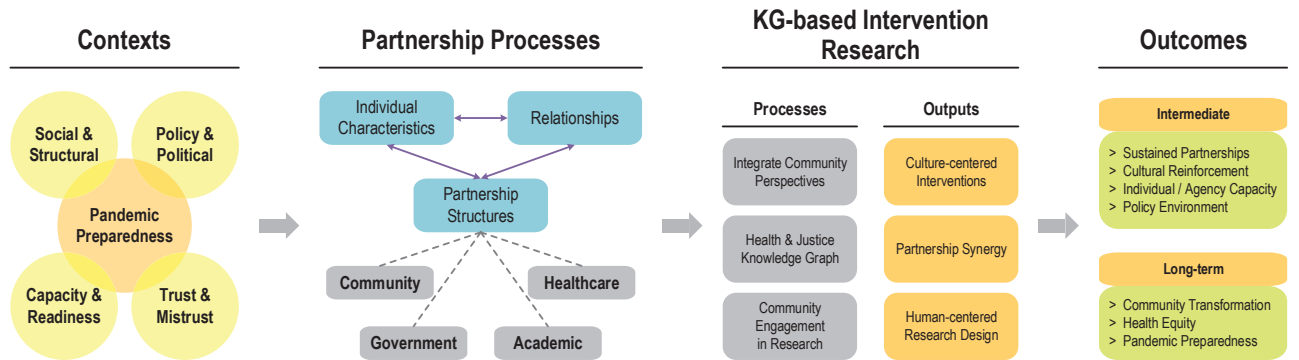 Contexts
Social &
Structural
Policy &
Political
Pandemic
Preparedness
Capacity &
Readiness
Trust &
Mistrust
Partnership Processes
Individual
Characteristics
Relationships
Partnership
Structures
Community
Healthcare
Government
Academic
KG-based Intervention
Research
Processes
Integrate Community
Perspectives
Health & Justice
Knowledge Graph
Community
Engagement
in Research
Outputs
Culture-centered
Interventions
Partnership Synergy
Human-centered
Research Design
Outcomes
Intermediate
> Sustained Partnerships
> Cultural Reinforcement
> Individual / Agency Capacity
> Policy Environment
Long-term
> Community Transformation
> Health Equity
> Pandemic Preparedness